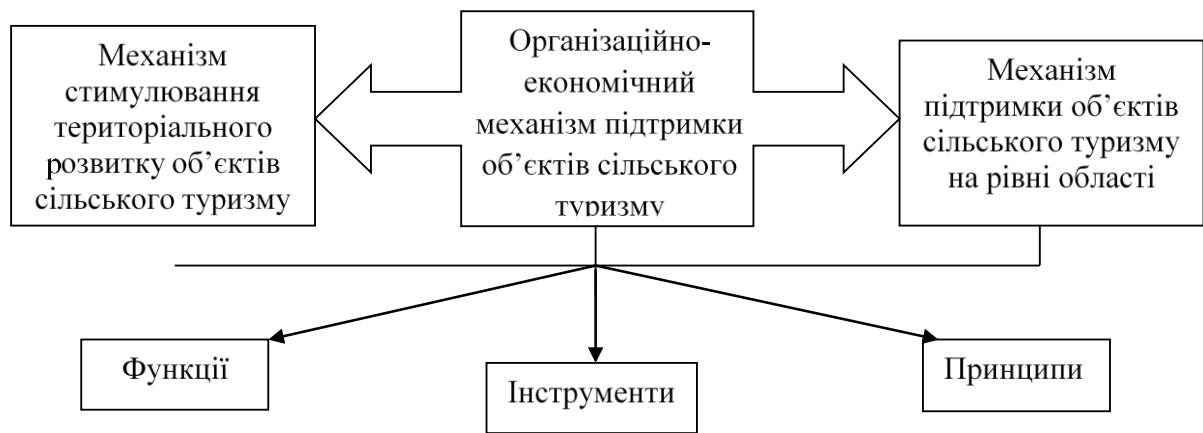 Механізм
стимулювання
територіального
розвитку об’єктів
сільського туризму
Організаційно-
економічний
механізм підтримки
об’єктів сільського
туризму
Механізм
підтримки об’єктів
сільського туризму
на рівні області
Функції
Інструменти
Принципи